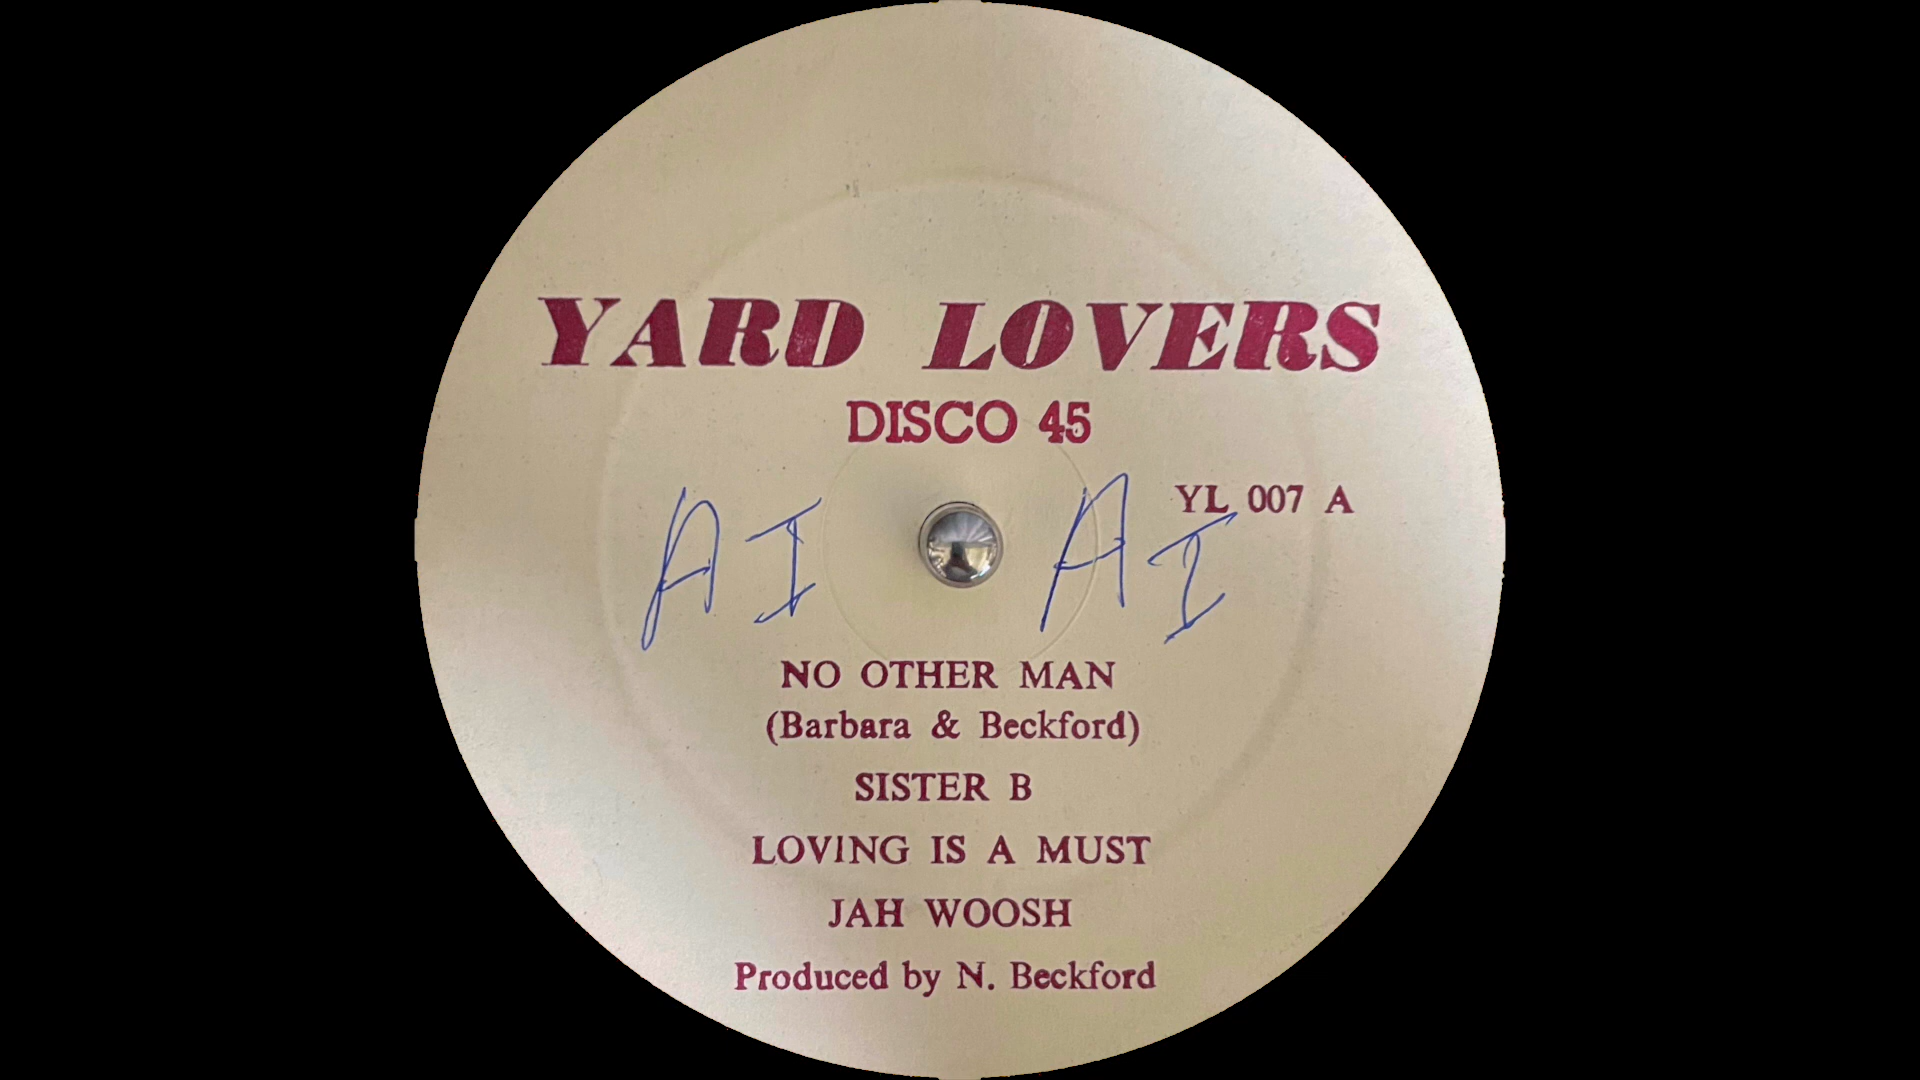 YARD LOVERS
DISCO 45
YL 007 A
AI AI
NO OTHER MAN
(Barbara & Beckford)
SISTER B
LOVING IS A MUST
JAH WOOSH
Produced by N. Beckford